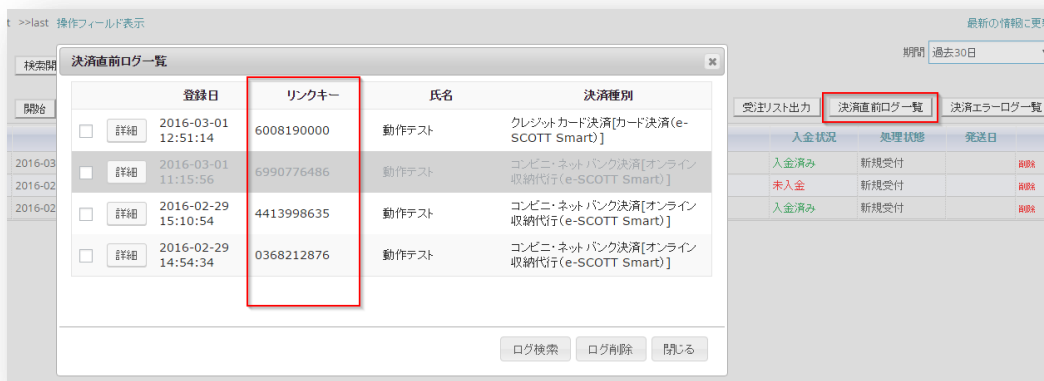 t >>last 操作フィールド表示
最新の情報に更
期間 過去30日
検索開
開始
受注リスト出力 決済直前ログ一覧 決済エラーログ一覧
入金状況 処理状態 発送日
2016-03 入金済み 新規受付 削除
2016-02 未入金 新規受付 削除
2016-02 入金済み 新規受付 削除
決済直前ログ一覧
登録日 リンクキー 氏名 決済種別
詳細 2016-03-01 6008190000 動作テスト クレジットカード決済[カード決済(e-
12:51:14 SCOTT Smart)]
詳細 2016-03-01 6990776486 動作テスト コンビニ・ネットバンク決済[オンライン
11:15:56 収納代行(e-SCOTT Smart)]
詳細 2016-02-29 4413998635 動作テスト コンビニ・ネットバンク決済[オンライン
15:10:54 収納代行(e-SCOTT Smart)]
詳細 2016-02-29 0368212876 動作テスト コンビニ・ネットバンク決済[オンライン
14:54:34 収納代行(e-SCOTT Smart)]
ログ検索 ログ削除 閉じる